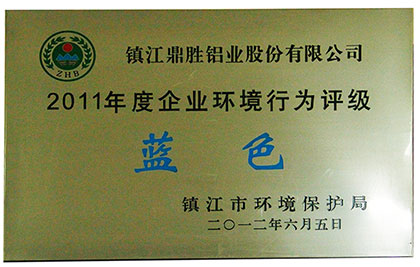 镇江鼎胜铝业股份有限公司
ZHB
2011年度企业环境行为评级
蓝色
镇江市环境保护局
二〇一二年六月五日